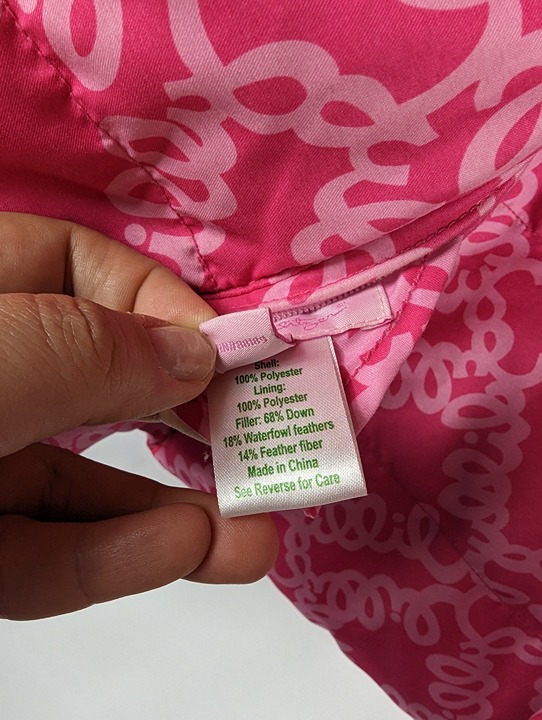 Shell:
100% Polyester
Lining:
100% Polyester
Filler: 68% Down
18% Waterfowl feathers
14% Feather fiber
Made in China
See Reverse for Care